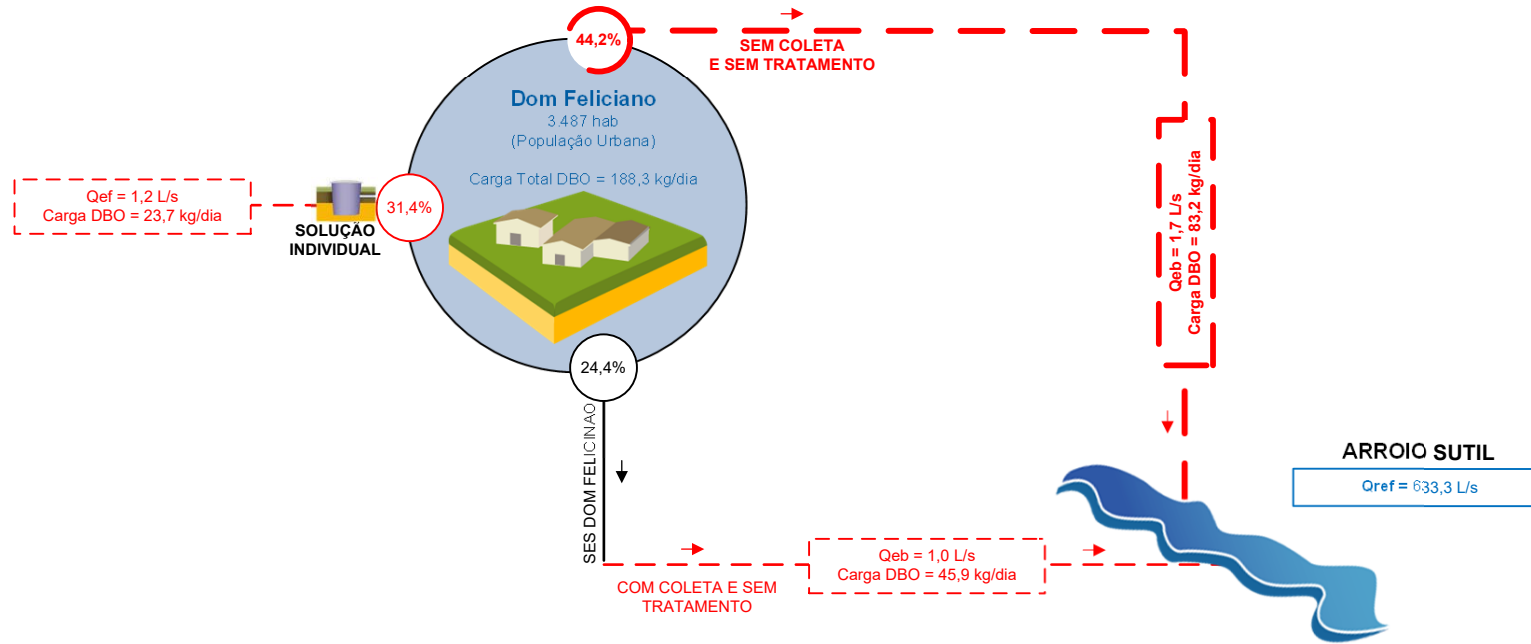 44,2%
SEM COLETA
E SEM TRATAMENTO
Dom Feliciano
3.487 hab
(População Urbana)
Carga Total DBO = 188,3 kg/dia
Qef = 1,2 L/s
Carga DBO = 23,7 kg/dia
SOLUÇÃO
INDIVIDUAL
31,4%
Qeb = 1,7 L/s
Carga DBO = 83,2 kg/dia
24,4%
SES DOM FELICINAO
ARROIO SUTIL
Qref = 633,3 L/s
COM COLETA E SEM
TRATAMENTO
Qeb = 1,0 L/s
Carga DBO = 45,9 kg/dia